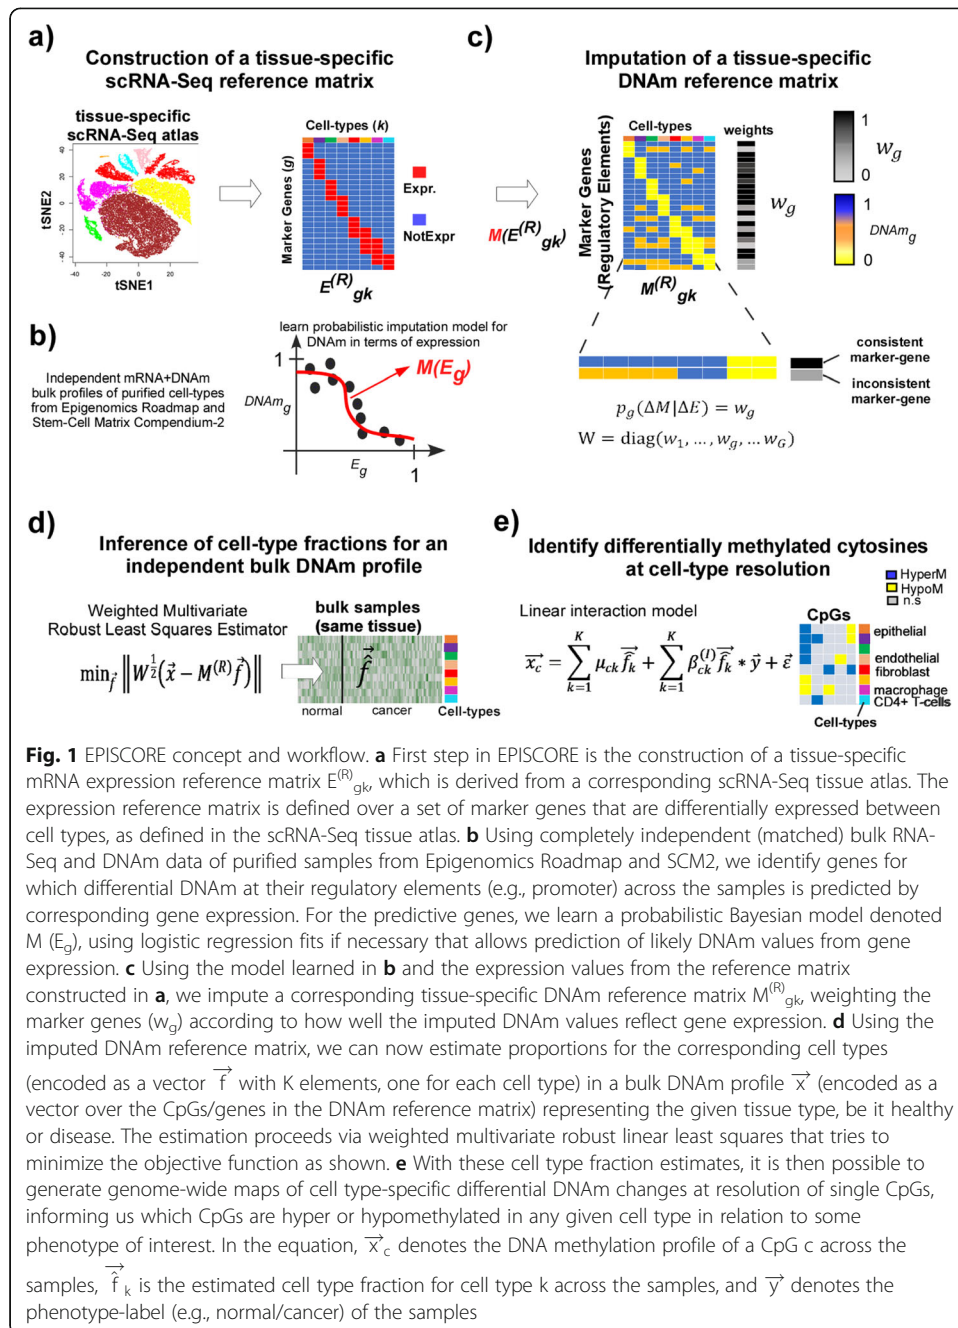 a)
Construction of a tissue-specific
scRNA-Seq reference matrix
tissue-specific
scRNA-Seq atlas
tSNE2
40
20
0
-20
-40
-40
-20
0
20
tSNE1
Cell-types (k)
Marker Genes (g)
Expr.
NotExpr
E(R)gk
M(E(R)gk)
c)
Imputation of a tissue-specific
DNAm reference matrix
Cell-types
weights
Marker Genes
(Regulatory Elements)
wg
M(R)gk
1
wg
0
1
DNAmg
0
consistent
marker-gene
inconsistent
marker-gene
pg(ΔM|ΔE) = wg
W = diag(w1, … , wg, … wG)
b)
learn probabilistic imputation model for
DNAm in terms of expression
Independent mRNA+DNAm
bulk profiles of purified cell-types
from Epigenomics Roadmap and
Stem-Cell Matrix Compendium-2
1
DNAmg
M(Eg)
Eg
1
d)
Inference of cell-type fractions for an
independent bulk DNAm profile
Weighted Multivariate
Robust Least Squares Estimator
min f⃗ ‖W^(1/2)(x⃗ − M(R) f⃗)‖
bulk samples
(same tissue)
f̂⃗
normal
cancer
Cell-types
e)
Identify differentially methylated cytosines
at cell-type resolution
HyperM
HypoM
n.s
Linear interaction model
x⃗c = ∑(k=1)^K μck f̂⃗k + ∑(k=1)^K βck(I) f̂⃗k * y⃗ + ε⃗
CpGs
epithelial
endothelial
fibroblast
macrophage
CD4+ T-cells
Cell-types
Fig. 1 EPISCORE concept and workflow. a First step in EPISCORE is the construction of a tissue-specific
mRNA expression reference matrix E(R)gk, which is derived from a corresponding scRNA-Seq tissue atlas. The
expression reference matrix is defined over a set of marker genes that are differentially expressed between
cell types, as defined in the scRNA-Seq tissue atlas. b Using completely independent (matched) bulk RNA-
Seq and DNAm data of purified samples from Epigenomics Roadmap and SCM2, we identify genes for
which differential DNAm at their regulatory elements (e.g., promoter) across the samples is predicted by
corresponding gene expression. For the predictive genes, we learn a probabilistic Bayesian model denoted
M (Eg), using logistic regression fits if necessary that allows prediction of likely DNAm values from gene
expression. c Using the model learned in b and the expression values from the reference matrix
constructed in a, we impute a corresponding tissue-specific DNAm reference matrix M(R)gk, weighting the
marker genes (wg) according to how well the imputed DNAm values reflect gene expression. d Using the
imputed DNAm reference matrix, we can now estimate proportions for the corresponding cell types
(encoded as a vector f⃗ with K elements, one for each cell type) in a bulk DNAm profile x⃗ (encoded as a
vector over the CpGs/genes in the DNAm reference matrix) representing the given tissue type, be it healthy
or disease. The estimation proceeds via weighted multivariate robust linear least squares that tries to
minimize the objective function as shown. e With these cell type fraction estimates, it is then possible to
generate genome-wide maps of cell type-specific differential DNAm changes at resolution of single CpGs,
informing us which CpGs are hyper or hypomethylated in any given cell type in relation to some
phenotype of interest. In the equation, x⃗c denotes the DNA methylation profile of a CpG c across the
samples, f̂⃗k is the estimated cell type fraction for cell type k across the samples, and y⃗ denotes the
phenotype-label (e.g., normal/cancer) of the samples